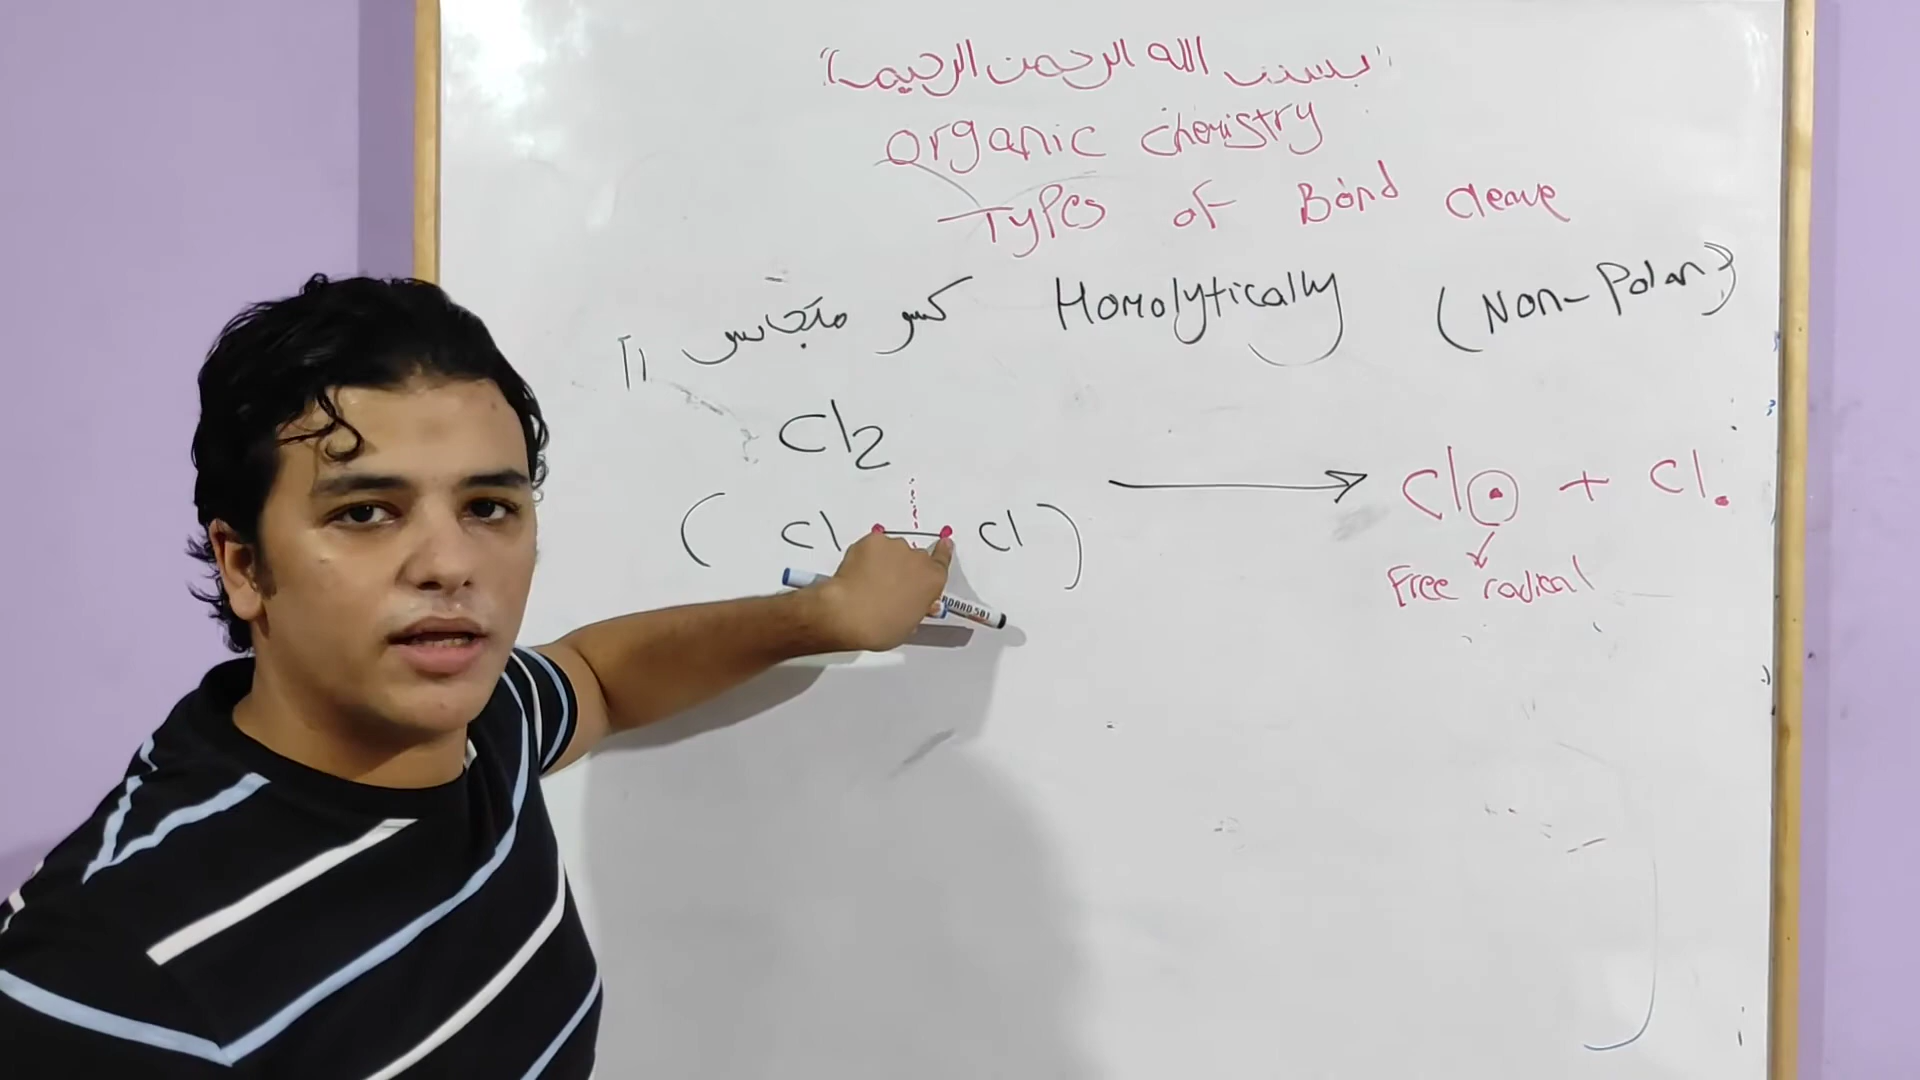 "بسم الله الرحمن الرحيم"
Organic chemistry
Types of Bond cleave
1] كسر متجانس Homolytically (Non-Polar)
Cl2
( Cl — Cl ) → Cl• + Cl•
Free radical